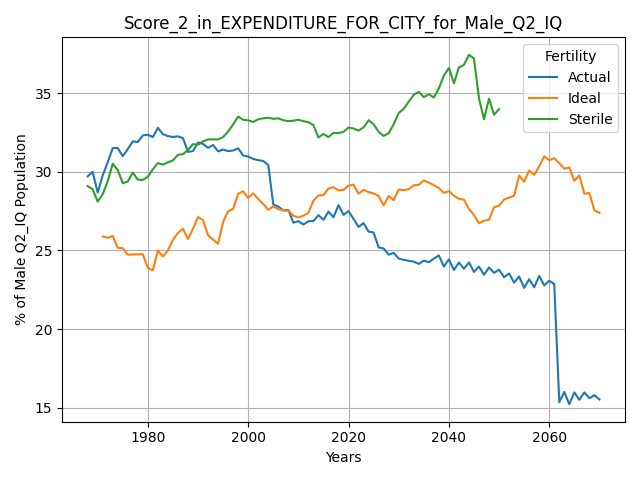 Score_2_in_EXPENDITURE_FOR_CITY_for_Male_Q2_IQ
Fertility
Actual
Ideal
Sterile
% of Male Q2_IQ Population
35
30
25
20
15
1980
2000
2020
2040
2060
Years